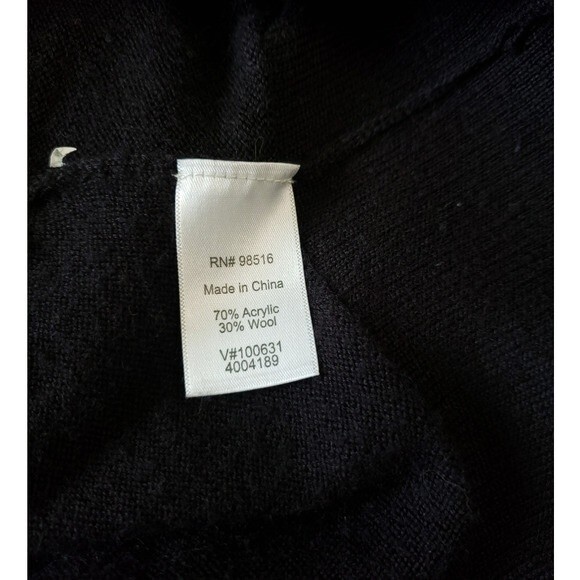 RN# 98516
Made in China
70% Acrylic
30% Wool
V#100631
4004189